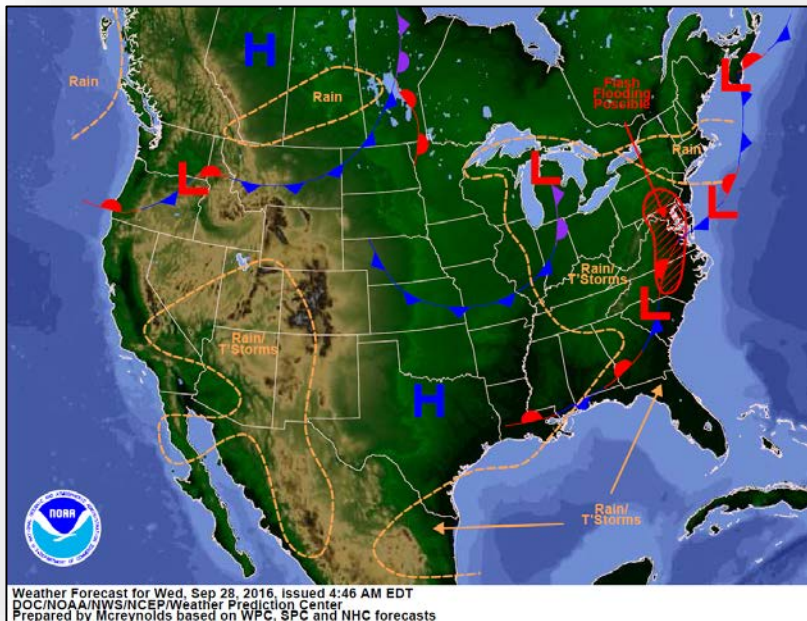 H
Rain
Rain
L
Flash
Flooding
Possible
Rain
L
L
L
Rain/
T'Storms
L
Rain/
T'Storms
H
Rain/
T'Storms
NOAA
Weather Forecast for Wed, Sep 28, 2016, issued 4:46 AM EDT
DOC/NOAA/NWS/NCEP/Weather Prediction Center
Prepared by Mcreynolds based on WPC, SPC and NHC forecasts